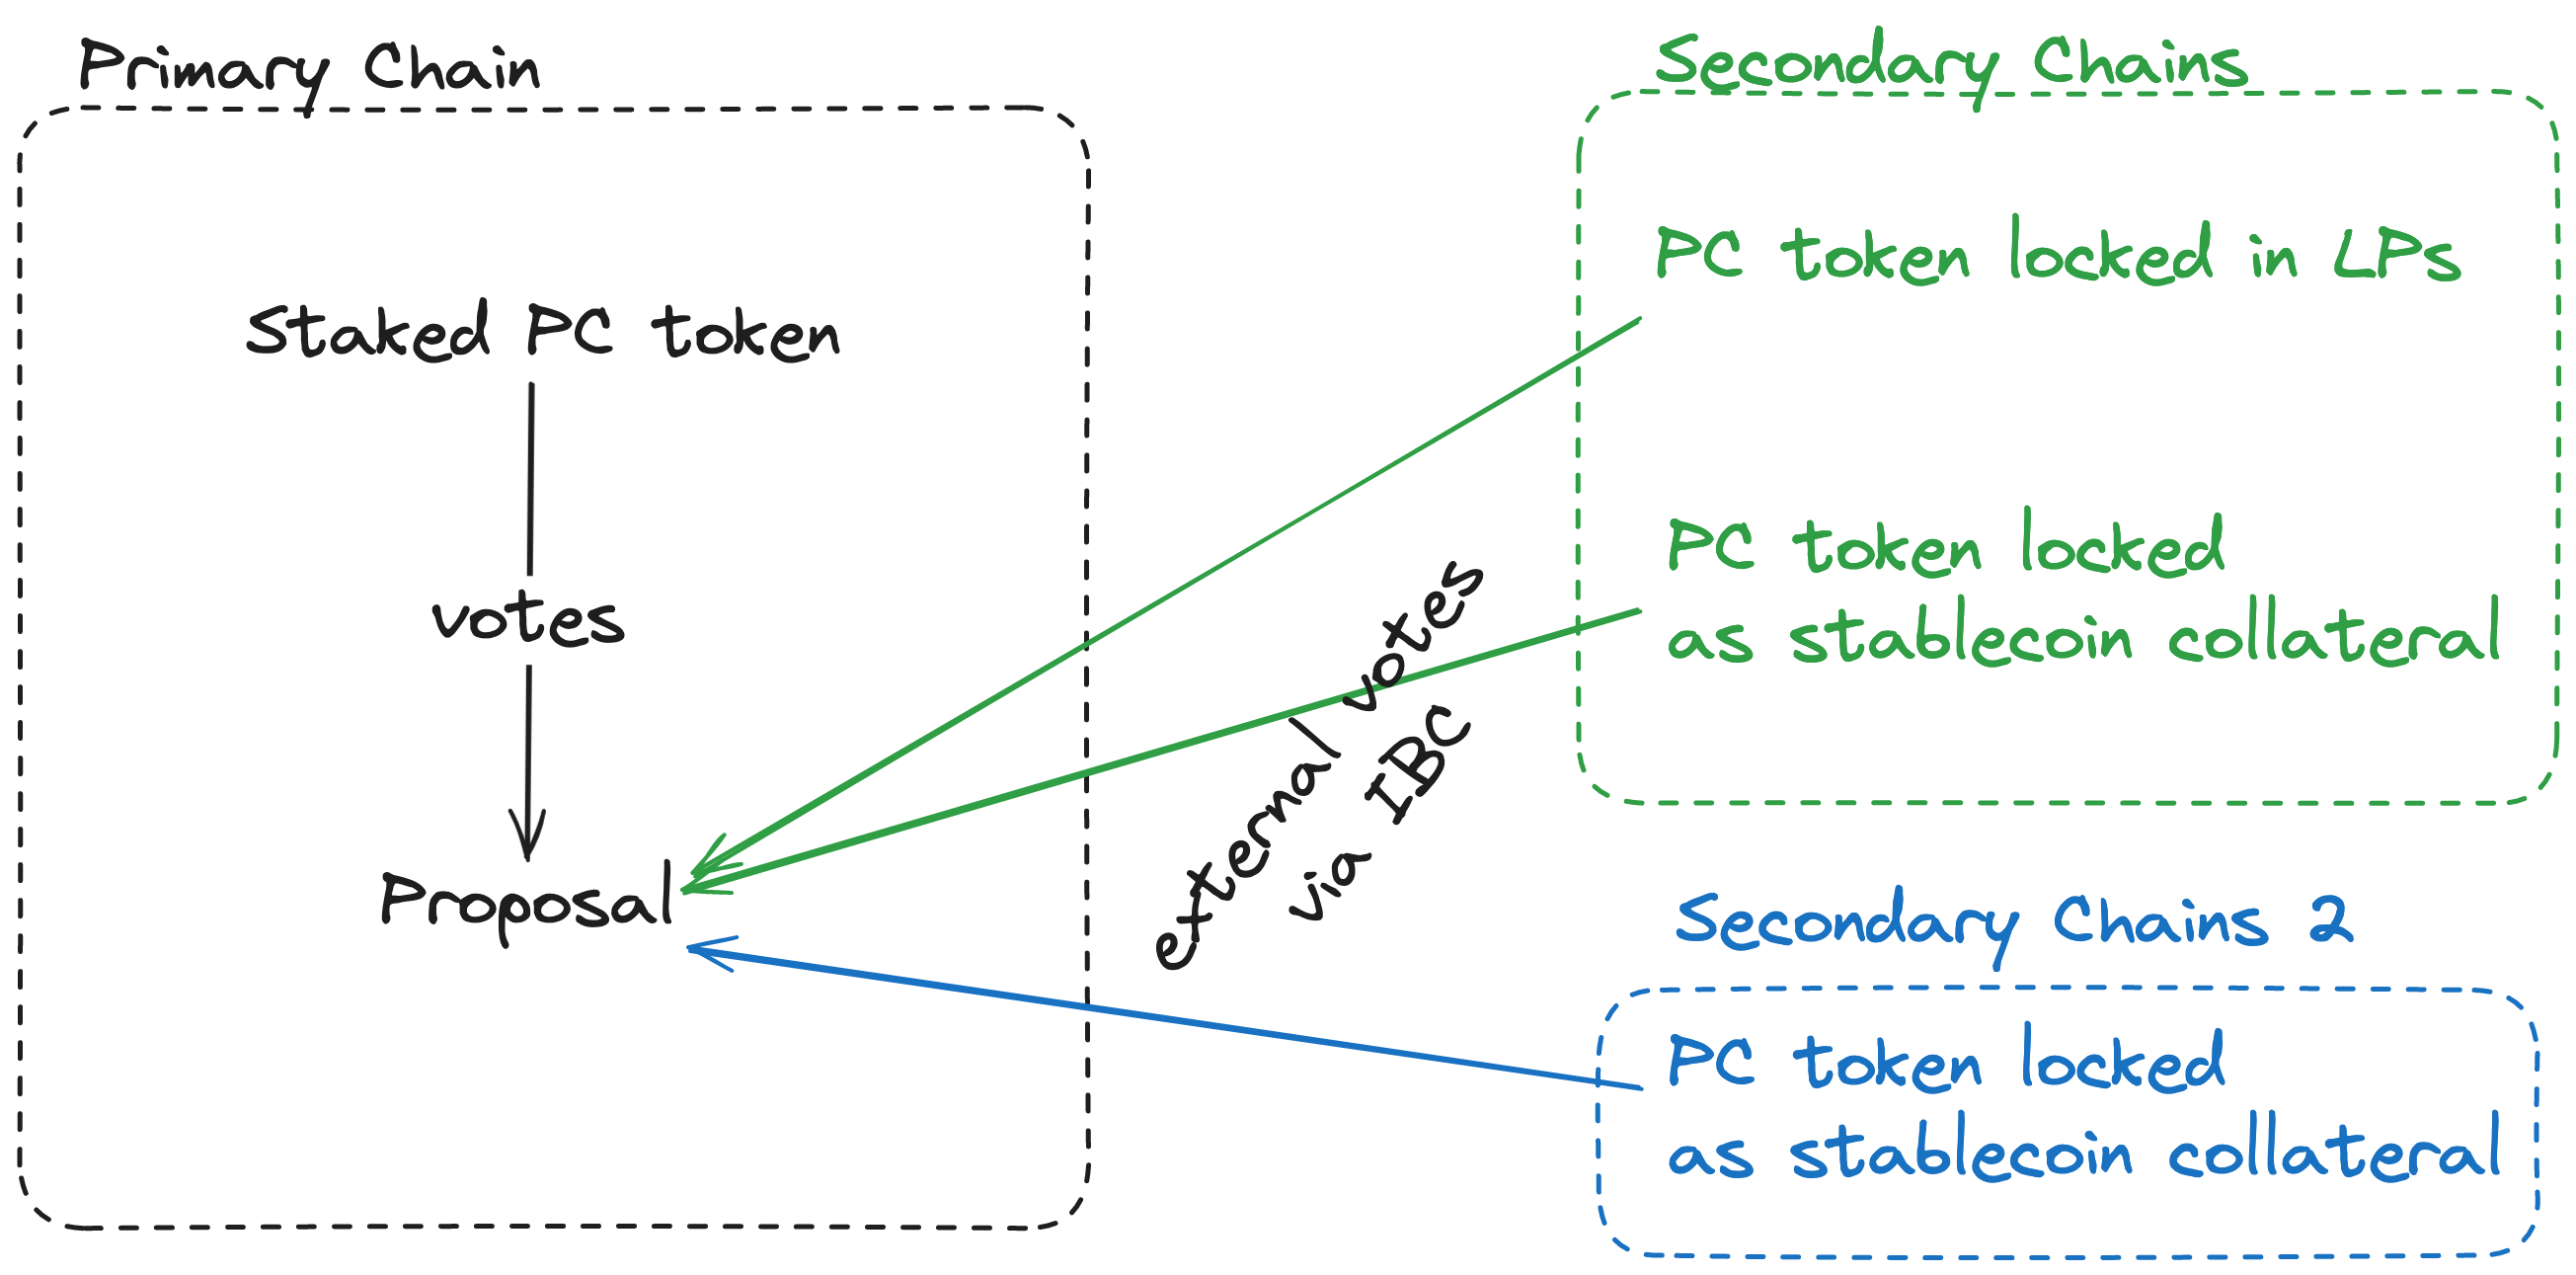 Primary Chain
Staked PC token
votes
Proposal
external votes
via IBC
Secondary Chains
PC token locked in LPs
PC token locked
as stablecoin collateral
Secondary Chains 2
PC token locked
as stablecoin collateral